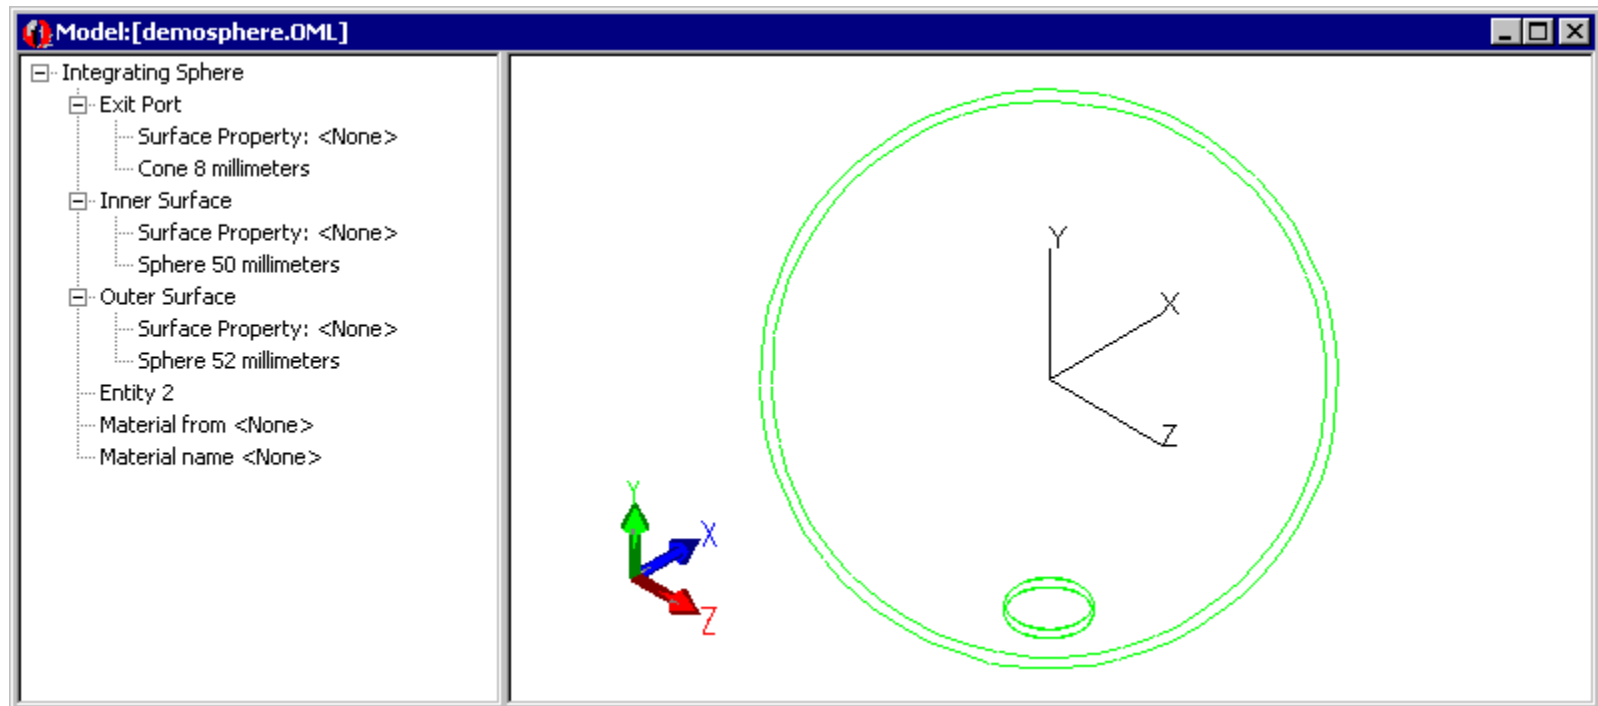 Model:[demosphere.OML]
Integrating Sphere
Exit Port
Surface Property: <None>
Cone 8 millimeters
Inner Surface
Surface Property: <None>
Sphere 50 millimeters
Outer Surface
Surface Property: <None>
Sphere 52 millimeters
Entity 2
Material from <None>
Material name <None>
Y
X
Z
Y
X
Z